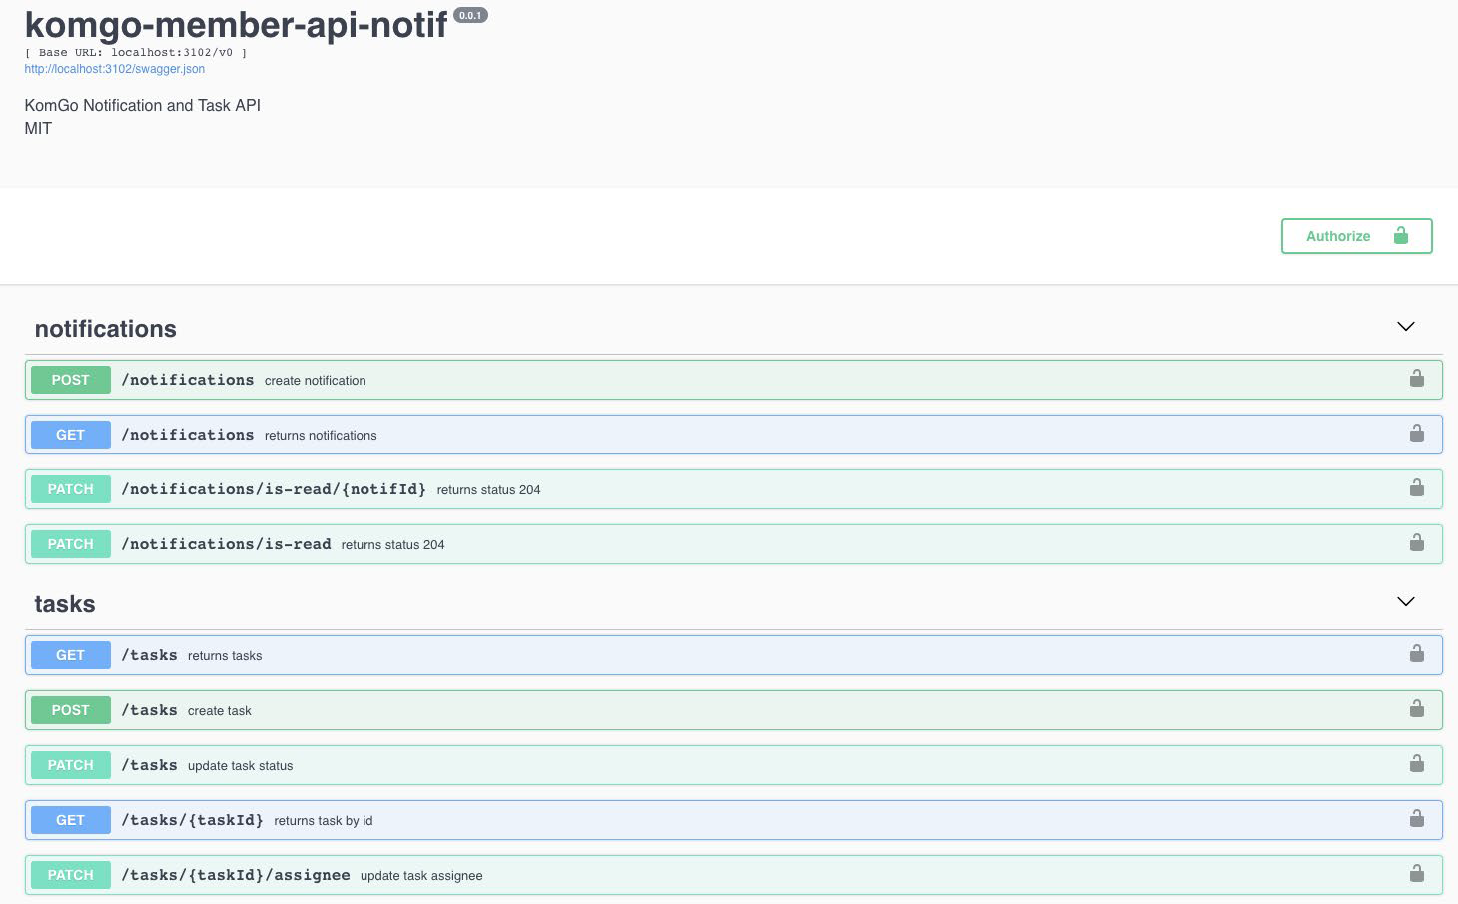 komgo-member-api-notif 0.0.1
[ Base URL: localhost:3102/v0 ]
http://localhost:3102/swagger.json
KomGo Notification and Task API
MIT
Authorize
notifications
POST /notifications create notification
GET /notifications returns notifications
PATCH /notifications/is-read/{notifId} returns status 204
PATCH /notifications/is-read returns status 204
tasks
GET /tasks returns tasks
POST /tasks create task
PATCH /tasks update task status
GET /tasks/{taskId} returns task by id
PATCH /tasks/{taskId}/assignee update task assignee